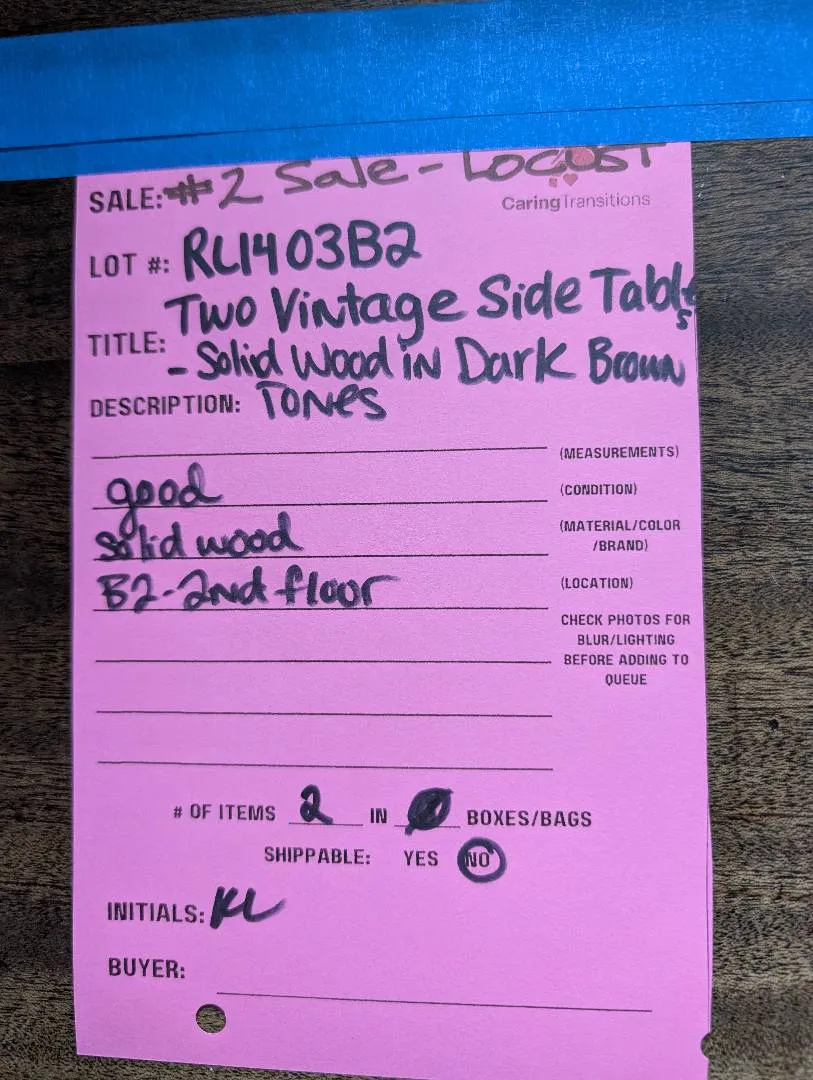 SALE: #2 Sale - LOCUST
CaringTransitions
LOT #: RL1403B2
TITLE: Two Vintage Side Tables
- Solid Wood in Dark Brown
DESCRIPTION: TONES
(MEASUREMENTS)
good (CONDITION)
solid wood (MATERIAL/COLOR
/BRAND)
B2-2nd floor (LOCATION)
CHECK PHOTOS FOR
BLUR/LIGHTING
BEFORE ADDING TO
QUEUE
# OF ITEMS 2 IN 0 BOXES/BAGS
SHIPPABLE: YES NO
INITIALS: KL
BUYER: